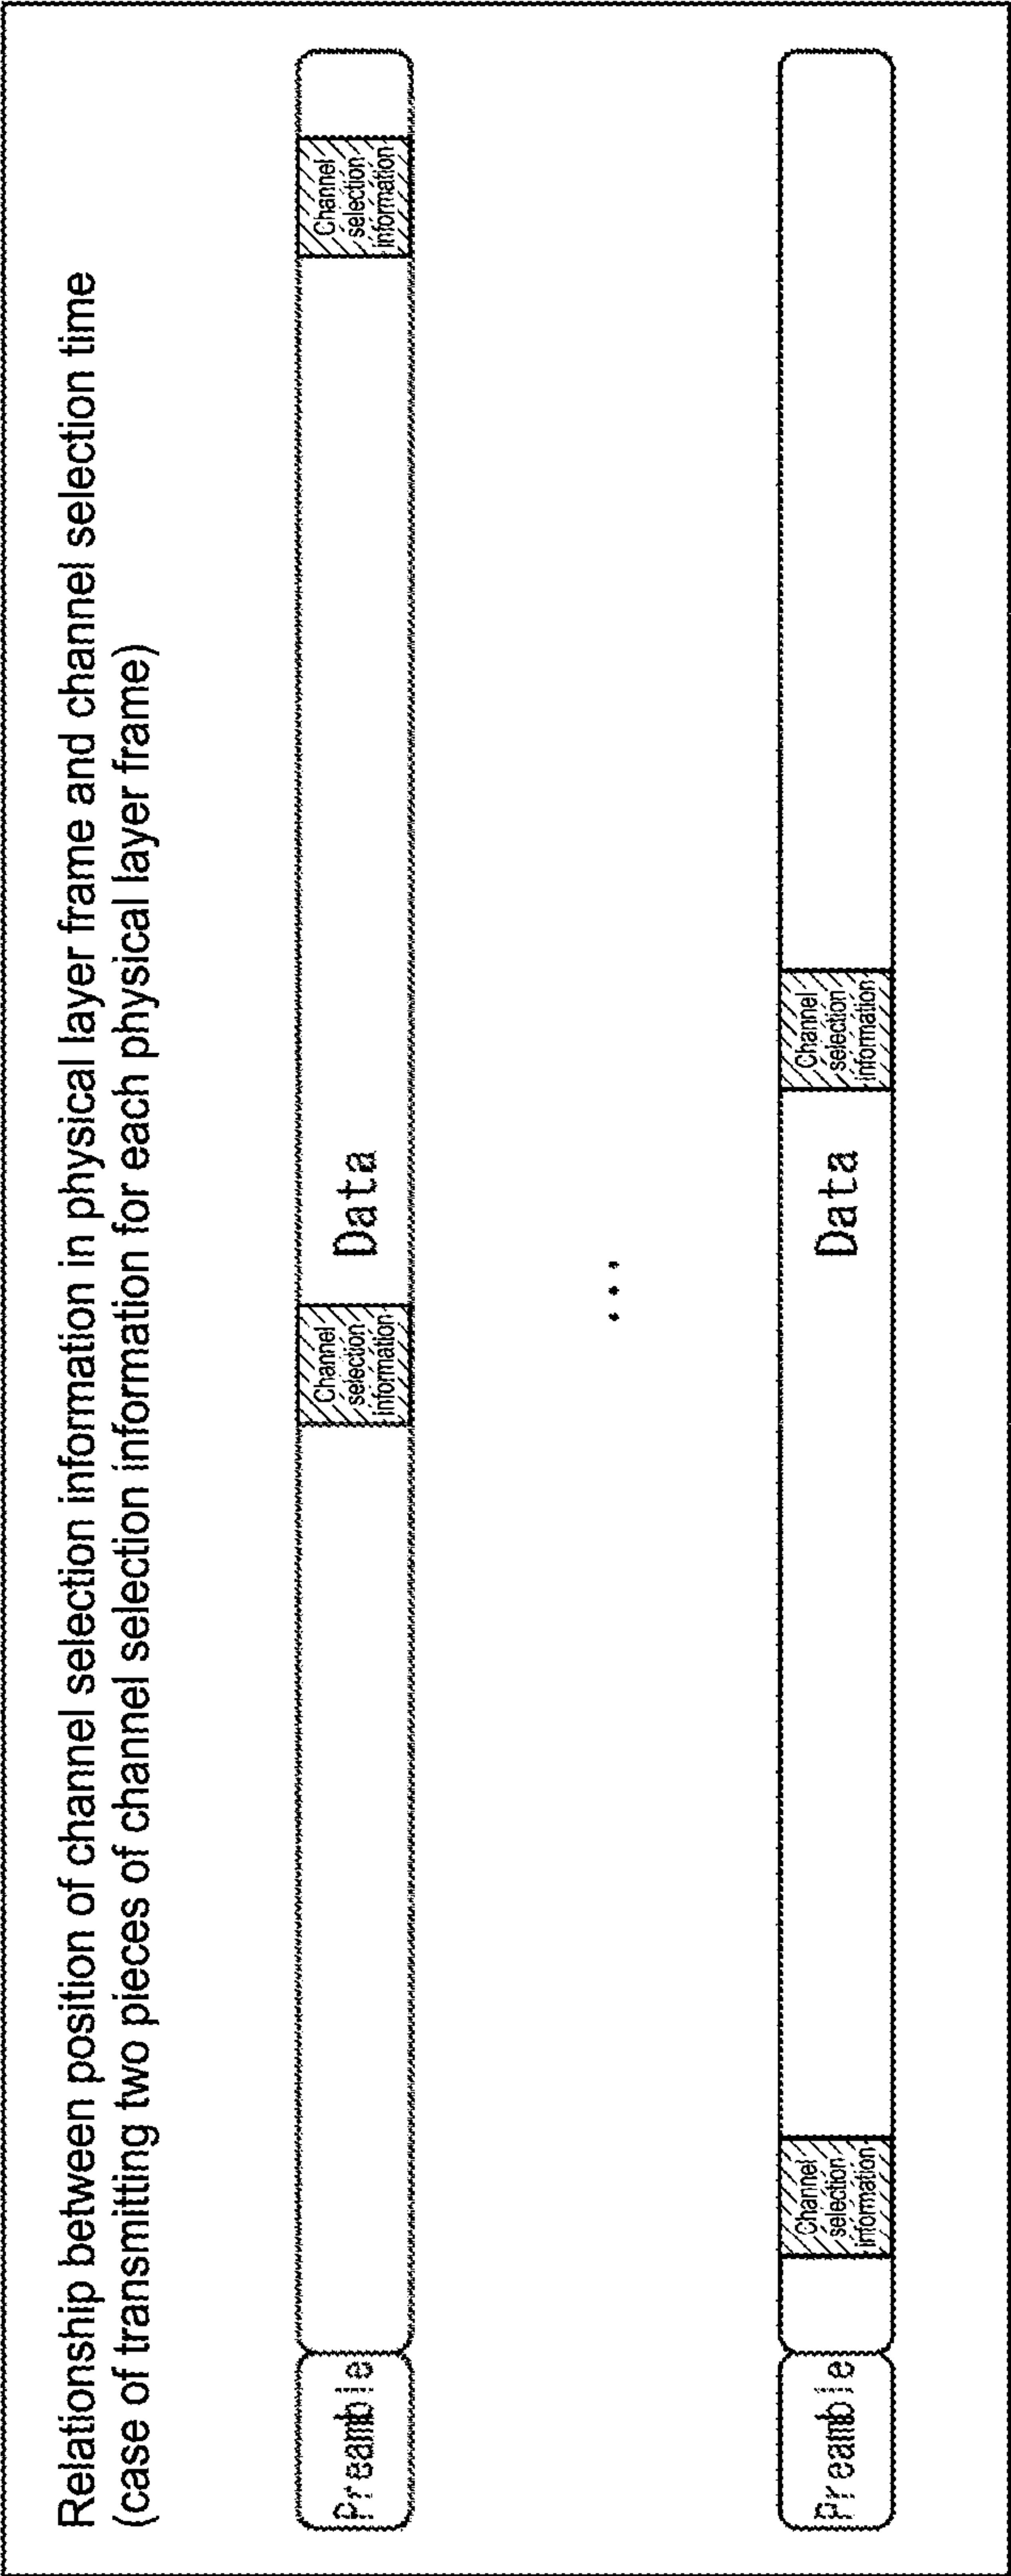 Relationship between position of channel selection information in physical layer frame and channel selection time
(case of transmitting two pieces of channel selection information for each physical layer frame)
Preamble
Channel
selection
information
Data
Channel
selection
information
...
Preamble
Channel
selection
information
Data
Channel
selection
information